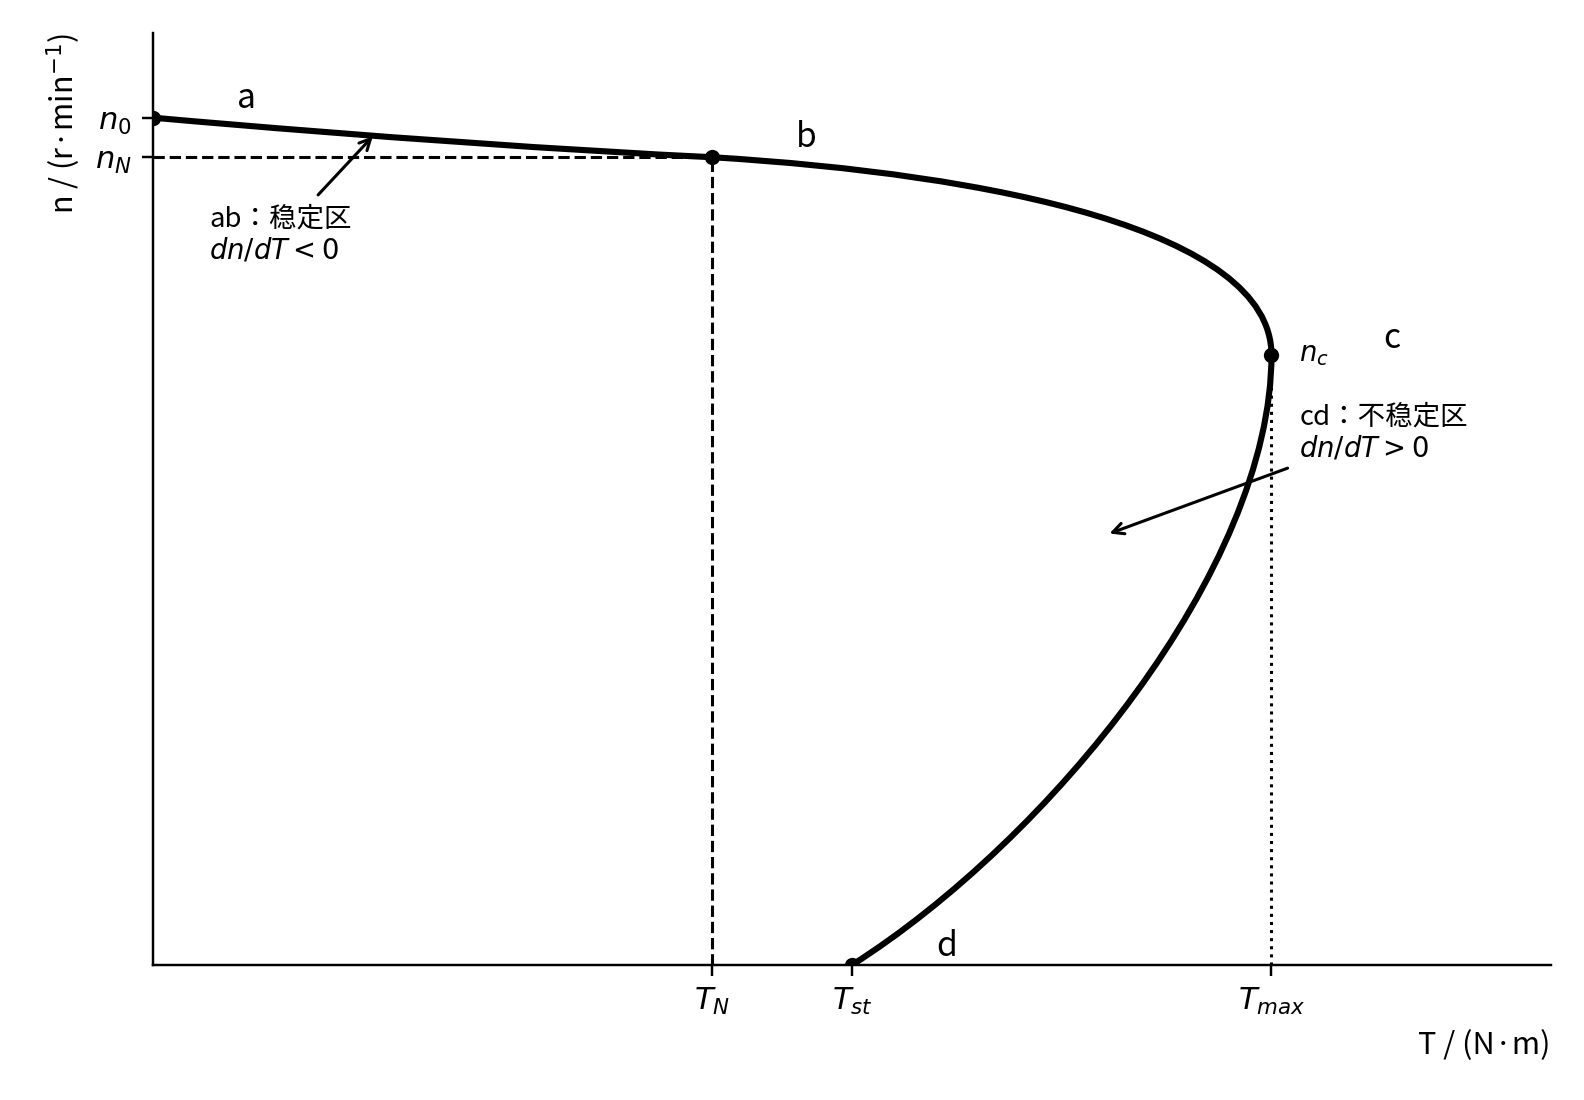 n / (r·min⁻¹)
n₀
a
n_N
b
ab：稳定区
dn/dT < 0
n_c
c
cd：不稳定区
dn/dT > 0
d
T_N
T_st
T_max
T / (N·m)